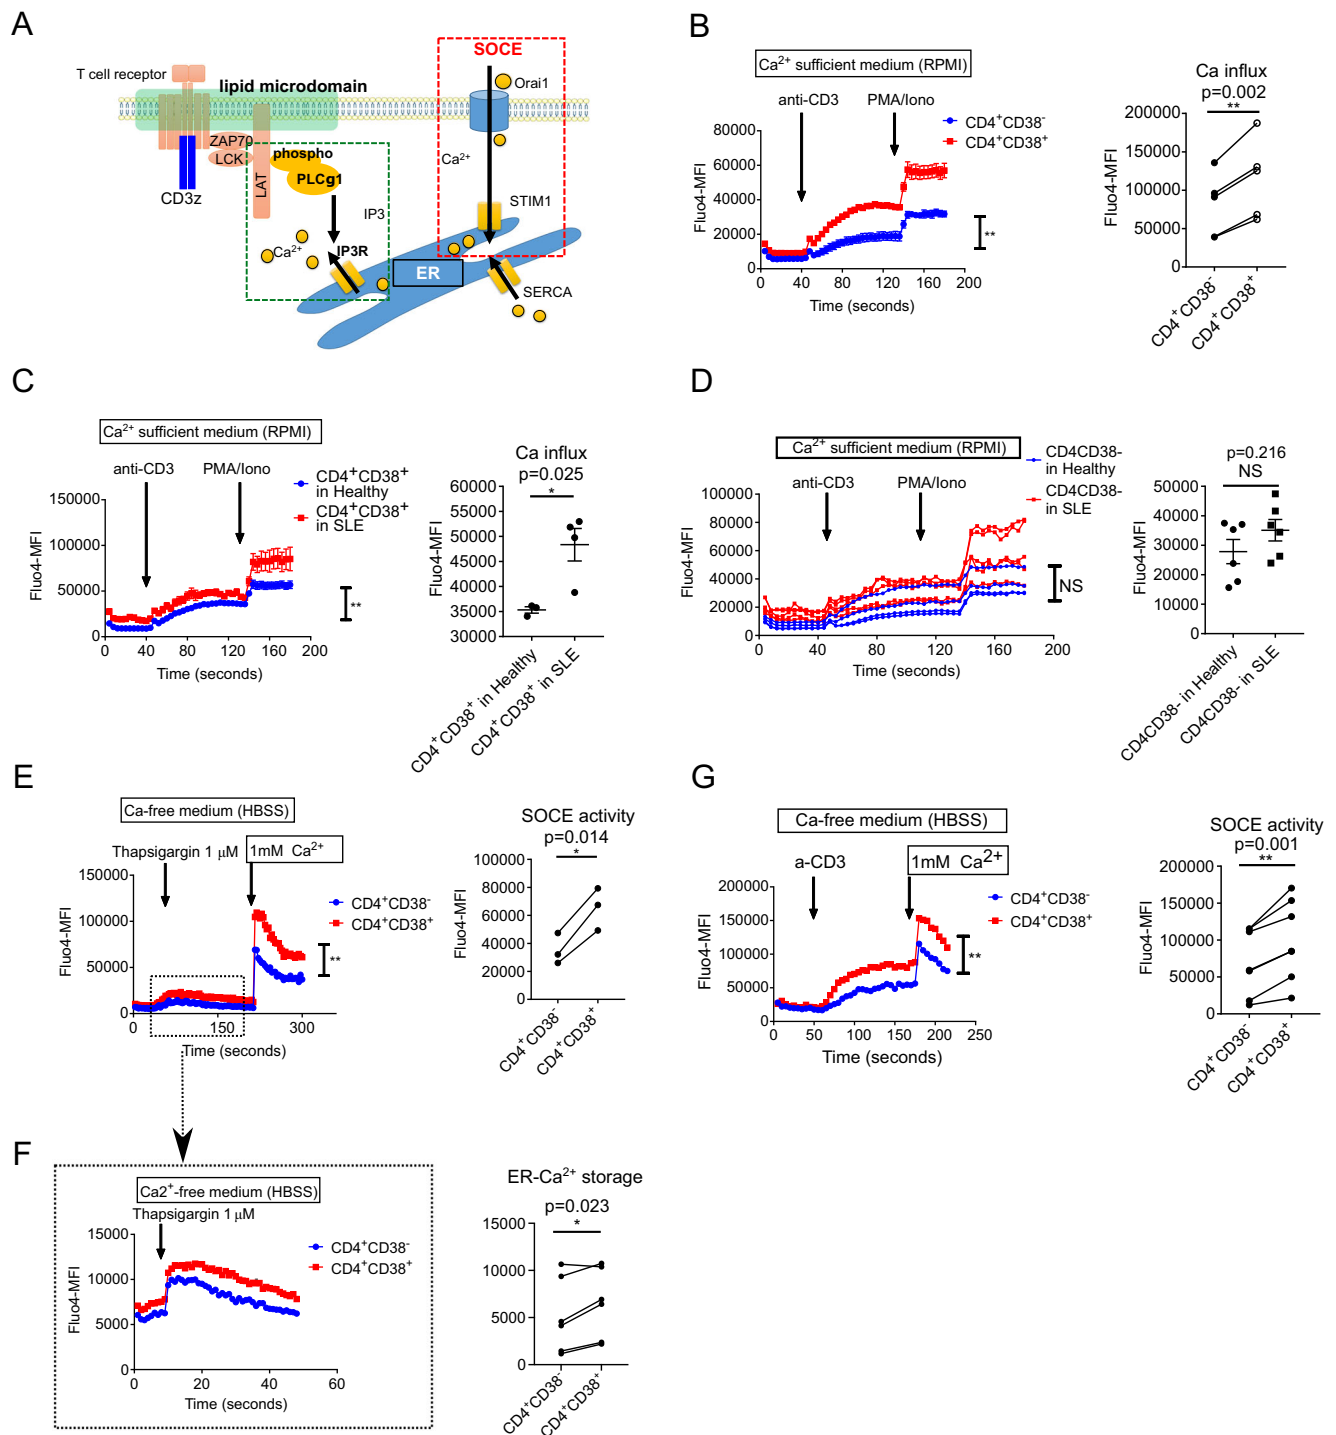 A
SOCE
T cell receptor
lipid microdomain
Orai1
ZAP70
LCK
phospho
PLCg1
LAT
CD3z
Ca²⁺
STIM1
IP3
Ca²⁺
IP3R
ER
SERCA
B
Ca²⁺ sufficient medium (RPMI)
anti-CD3
PMA/Iono
CD4⁺CD38⁻
CD4⁺CD38⁺
Fluo4-MFI
80000
60000
40000
20000
0
0 40 80 120 160 200
Time (seconds)
**
Ca influx
p=0.002
**
Fluo4-MFI
200000
150000
100000
50000
0
CD4⁺CD38⁻
CD4⁺CD38⁺
C
Ca²⁺ sufficient medium (RPMI)
anti-CD3
PMA/Iono
CD4⁺CD38⁺
in Healthy
CD4⁺CD38⁺
in SLE
Fluo4-MFI
150000
100000
50000
0
0 40 80 120 160 200
Time (seconds)
**
Ca influx
p=0.025
*
Fluo4-MFI
60000
55000
50000
45000
40000
35000
30000
CD4⁺CD38⁺ in Healthy
CD4⁺CD38⁺ in SLE
D
Ca²⁺ sufficient medium (RPMI)
anti-CD3
PMA/Iono
CD4CD38-
in Healthy
CD4CD38-
in SLE
Fluo4-MFI
100000
80000
60000
40000
20000
0
0 40 80 120 160 200
Time (seconds)
NS
p=0.216
NS
Fluo4-MFI
50000
40000
30000
20000
10000
0
CD4CD38- in Healthy
CD4CD38- in SLE
E
Ca-free medium (HBSS)
Thapsigargin 1 μM
1mM Ca²⁺
CD4⁺CD38⁻
CD4⁺CD38⁺
Fluo4-MFI
150000
100000
50000
0
0 150 300
Time (seconds)
**
SOCE activity
p=0.014
*
Fluo4-MFI
100000
80000
60000
40000
20000
0
CD4⁺CD38⁻
CD4⁺CD38⁺
G
Ca-free medium (HBSS)
a-CD3
1mM Ca²⁺
CD4⁺CD38⁻
CD4⁺CD38⁺
Fluo4-MFI
200000
150000
100000
50000
0
0 50 100 150 200 250
Time (seconds)
**
SOCE activity
p=0.001
**
Fluo4-MFI
200000
150000
100000
50000
0
CD4⁺CD38⁻
CD4⁺CD38⁺
F
Ca2⁺-free medium (HBSS)
Thapsigargin 1 μM
CD4⁺CD38⁻
CD4⁺CD38⁺
Fluo4-MFI
15000
10000
5000
0
0 20 40 60
Time (seconds)
ER-Ca²⁺ storage
p=0.023
*
Fluo4-MFI
15000
10000
5000
0
CD4⁺CD38⁻
CD4⁺CD38⁺